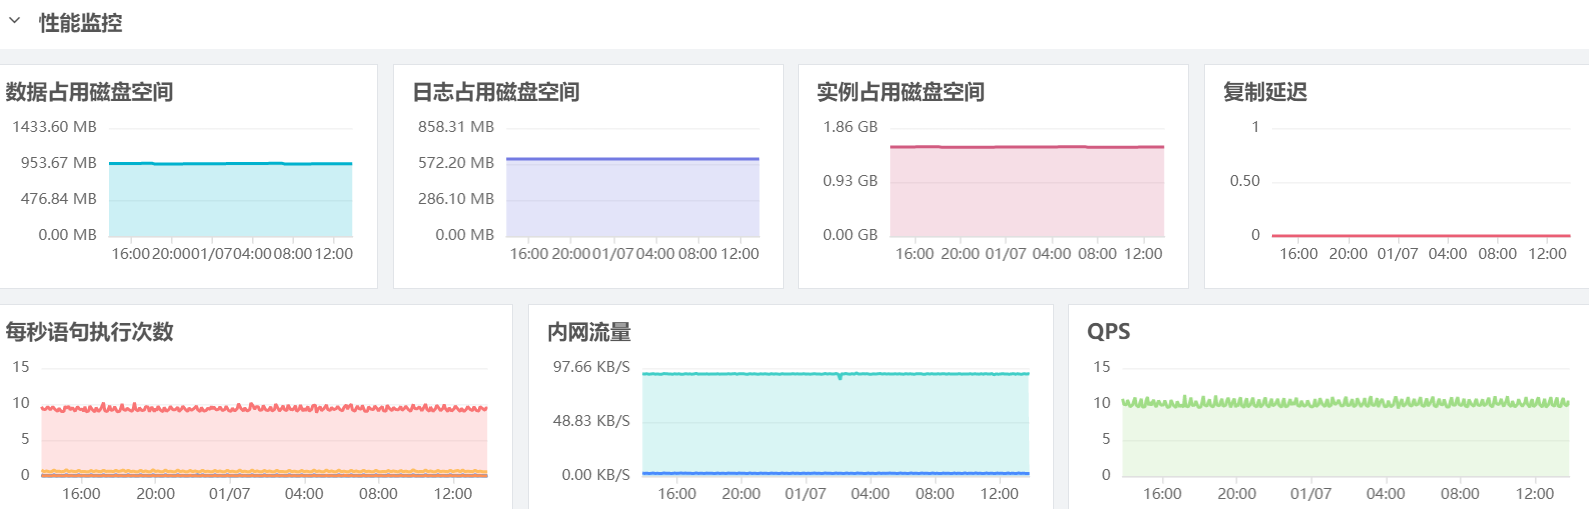 性能监控
数据占用磁盘空间
1433.60 MB
953.67 MB
476.84 MB
0.00 MB
16:00 20:00 01/07 04:00 08:00 12:00
日志占用磁盘空间
858.31 MB
572.20 MB
286.10 MB
0.00 MB
16:00 20:00 01/07 04:00 08:00 12:00
实例占用磁盘空间
1.86 GB
0.93 GB
0.00 GB
16:00 20:00 01/07 04:00 08:00 12:00
复制延迟
1
0.50
0
16:00 20:00 01/07 04:00 08:00 12:00
每秒语句执行次数
15
10
5
0
16:00 20:00 01/07 04:00 08:00 12:00
内网流量
97.66 KB/S
48.83 KB/S
0.00 KB/S
16:00 20:00 01/07 04:00 08:00 12:00
QPS
15
10
5
0
16:00 20:00 01/07 04:00 08:00 12:00